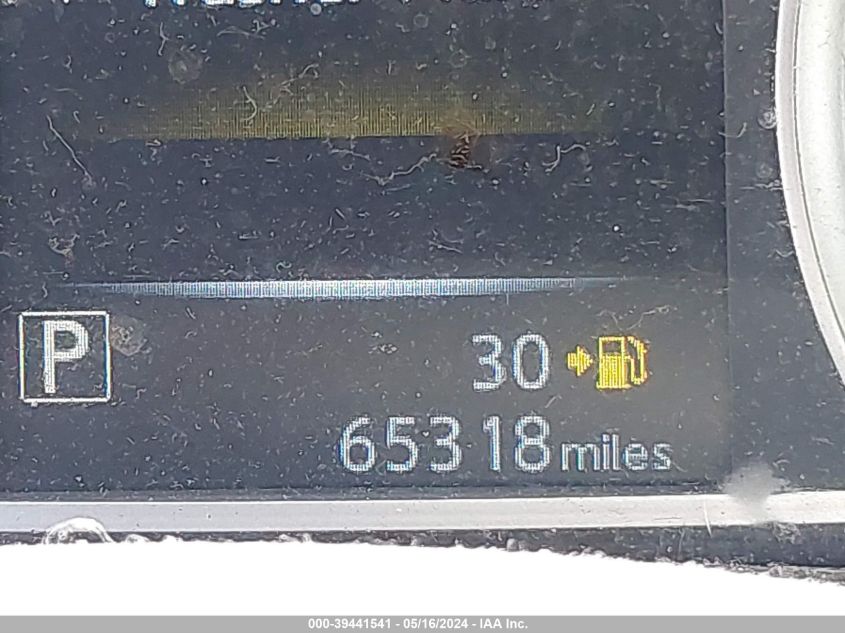 P
30
65318 miles
000-39441541 - 05/16/2024 - IAA Inc.